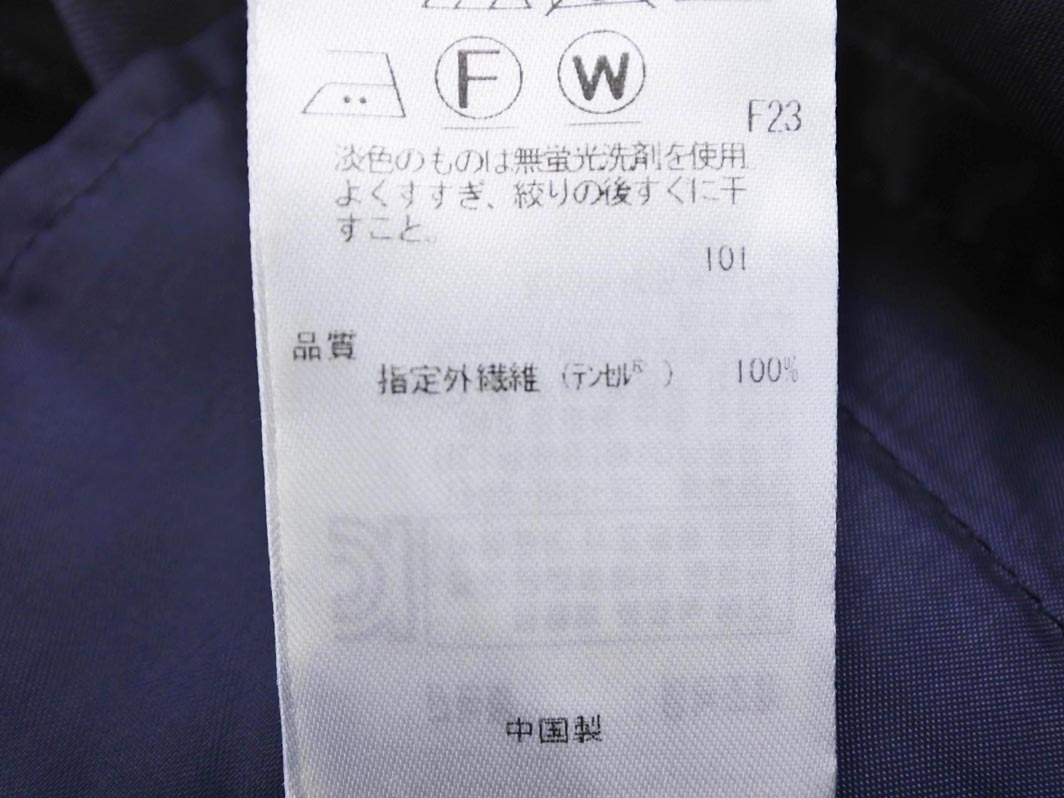 F
W
F23
淡色のものは無蛍光洗剤を使用
よくすすぎ、絞りの後すぐに干
すこと。
101
品質
指定外繊維（テンセル®） 100%
中国製